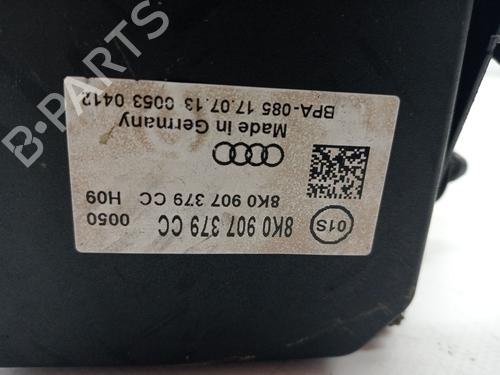 01S
8K0 907 379 CC
0050
8K0 907 379 CC H09
Made in Germany
BPA-085 17.07.13 0053 0412
B-PARTS